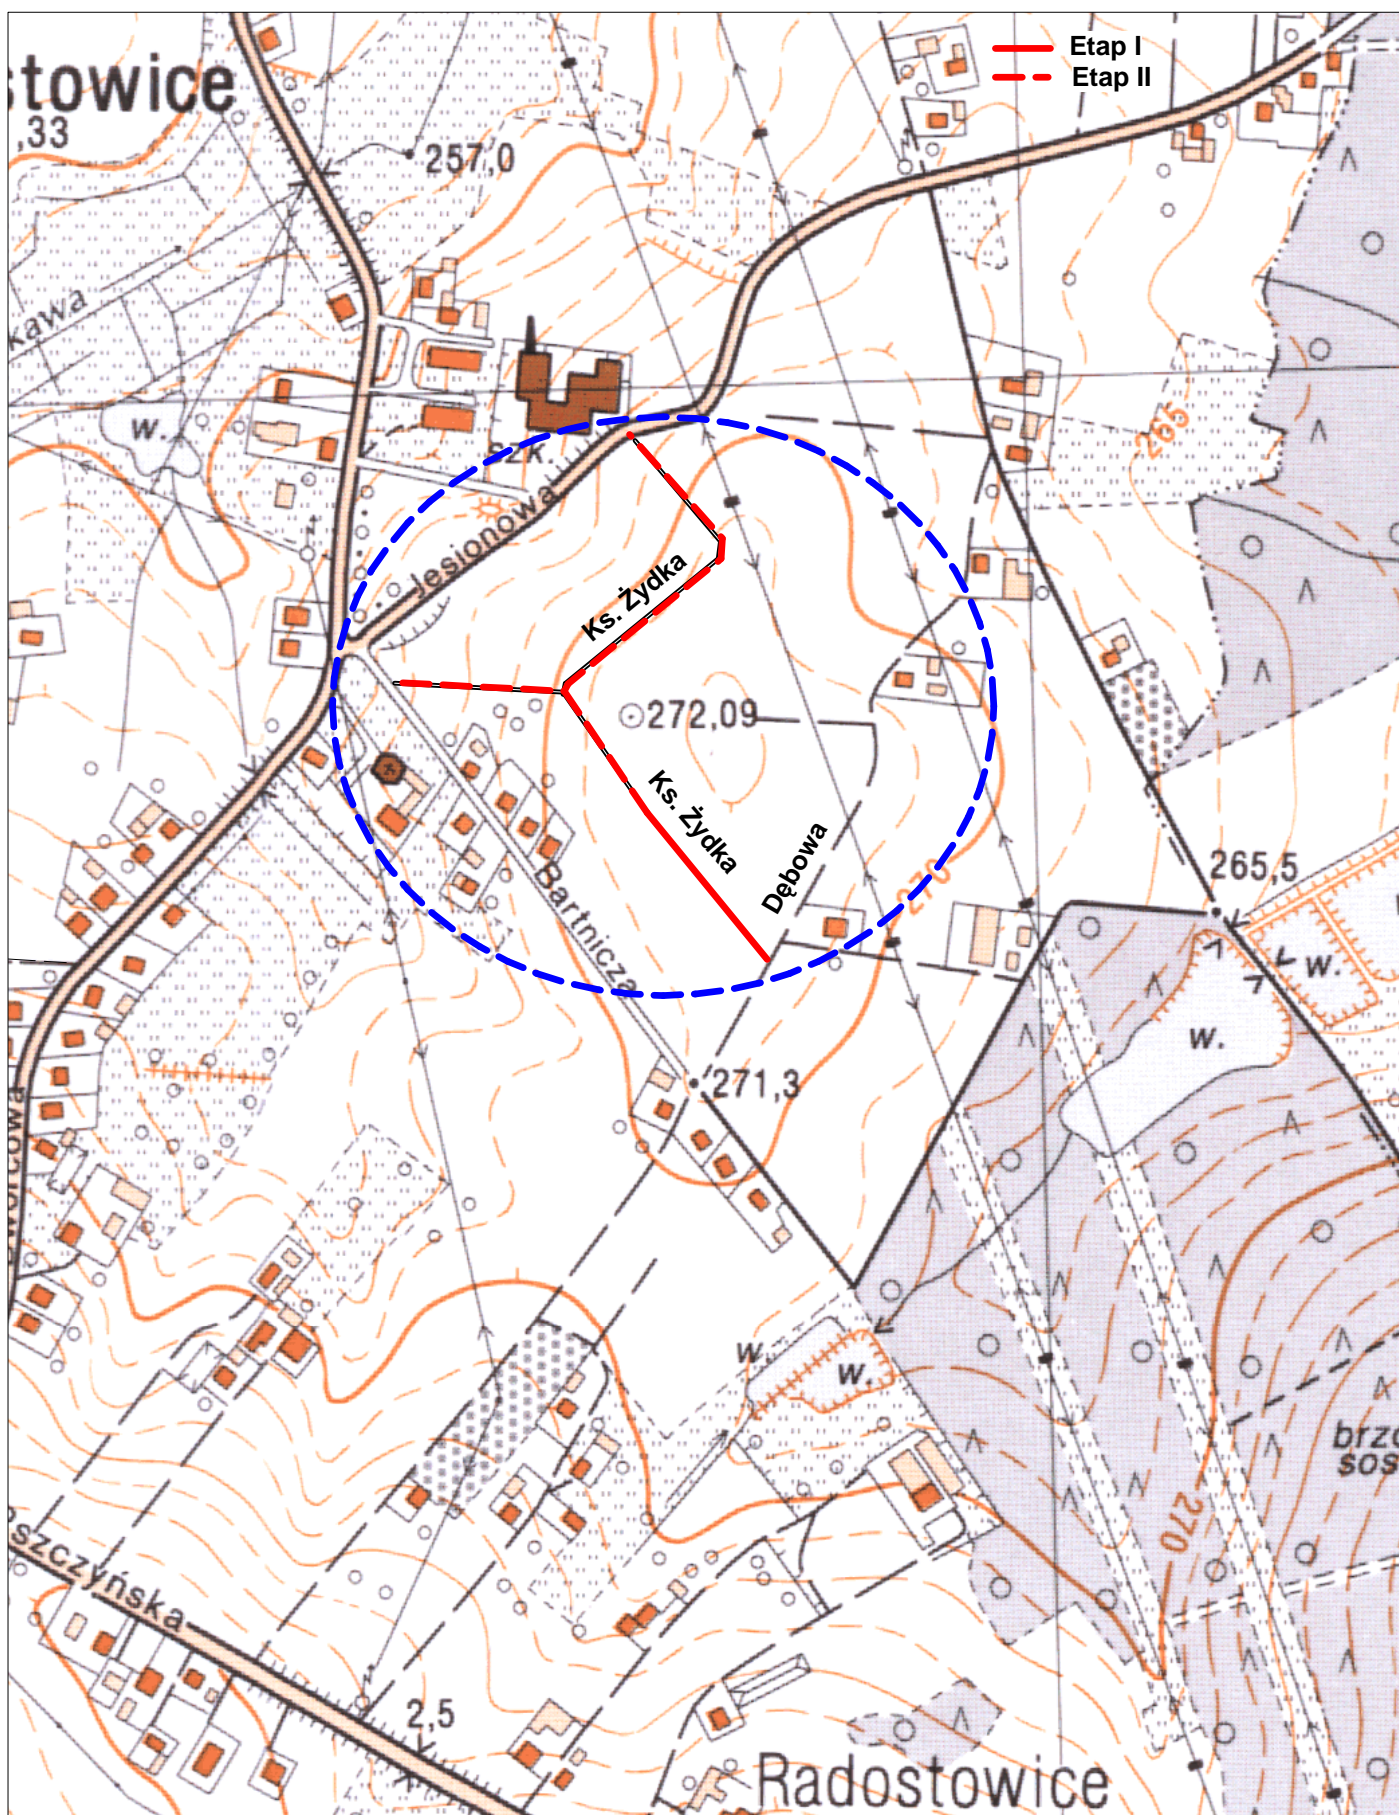 Etap I
Etap II
stowice
,33
257,0
kawa
w.
szk.
265
Jesionowa
Ks. Żydka
272,09
Ks. Żydka
Dębowa
270
265,5
Bartnicza
w.
w.
271,3
w.
w.
brzo
sos
270
szczyńska
2,5
Radostowice